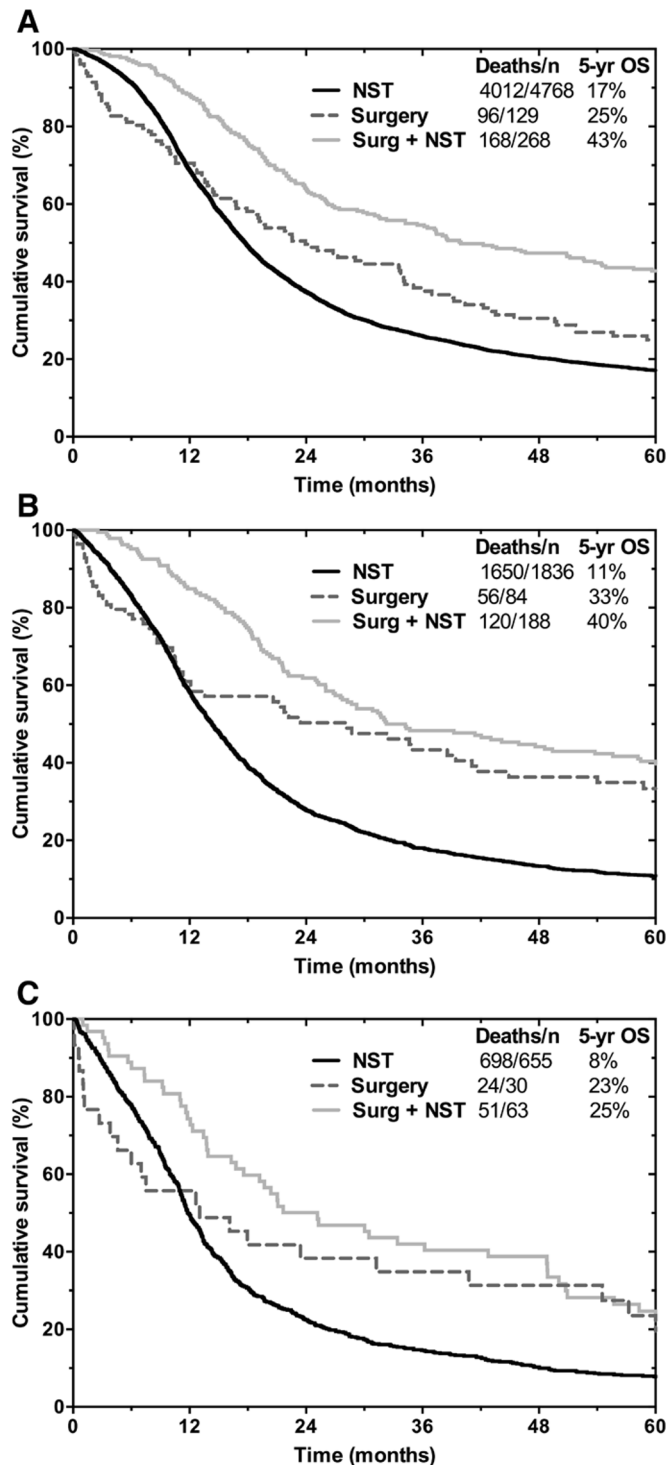 A
100
80
60
40
20
0
Cumulative survival (%)
Deaths/n 5-yr OS
NST 4012/4768 17%
Surgery 96/129 25%
Surg + NST 168/268 43%
0 12 24 36 48 60
Time (months)
B
100
80
60
40
20
0
Cumulative survival (%)
Deaths/n 5-yr OS
NST 1650/1836 11%
Surgery 56/84 33%
Surg + NST 120/188 40%
0 12 24 36 48 60
Time (months)
C
100
80
60
40
20
0
Cumulative survival (%)
Deaths/n 5-yr OS
NST 698/655 8%
Surgery 24/30 23%
Surg + NST 51/63 25%
0 12 24 36 48 60
Time (months)